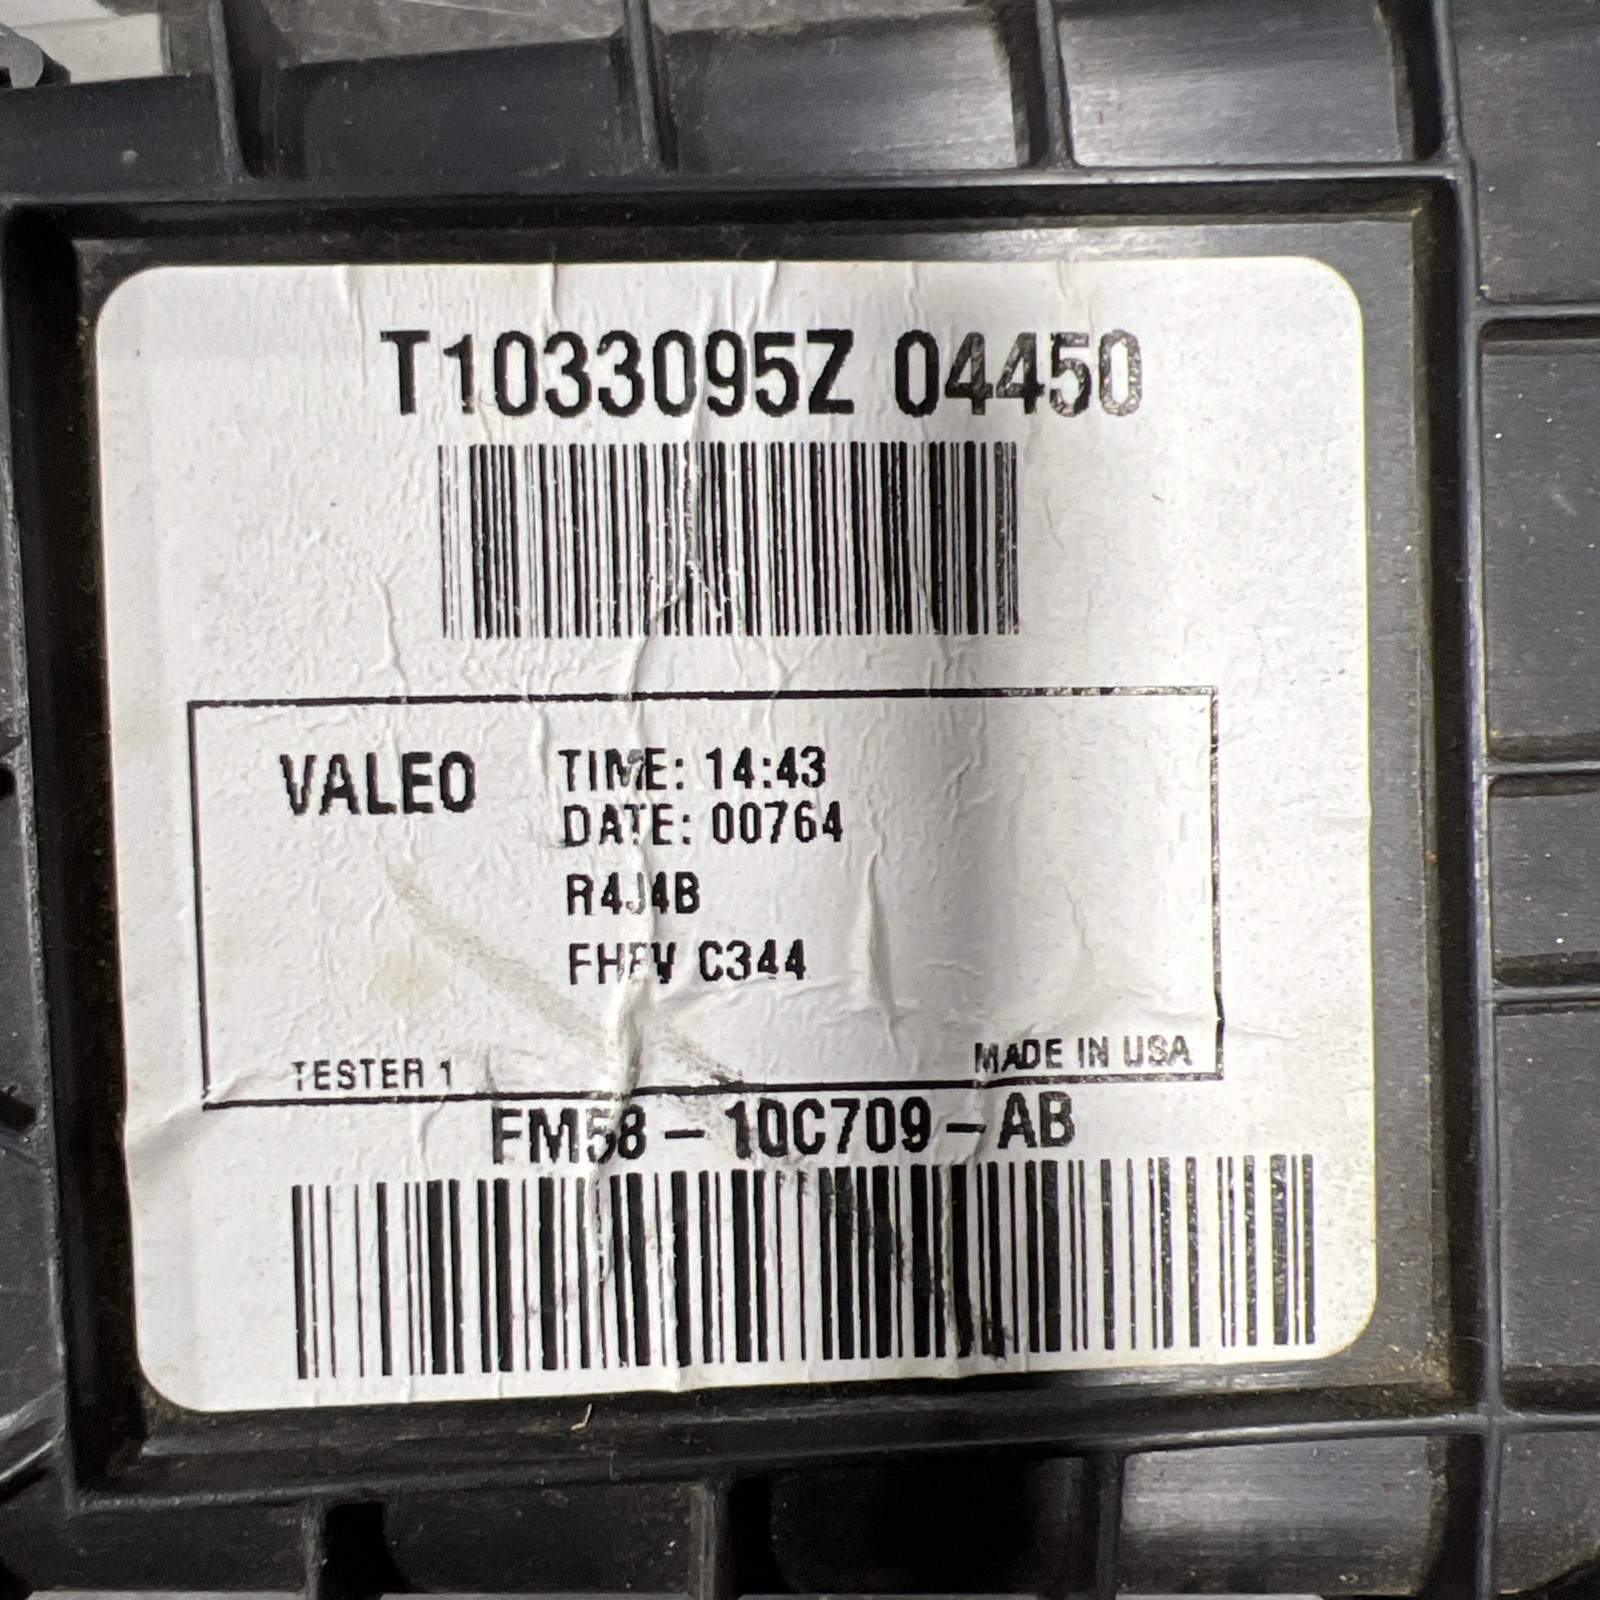 T1033095Z 04450
VALEO
TIME: 14:43
DATE: 00764
R4J4B
FHEV C344
TESTER 1
MADE IN USA
FM58-10C709-AB